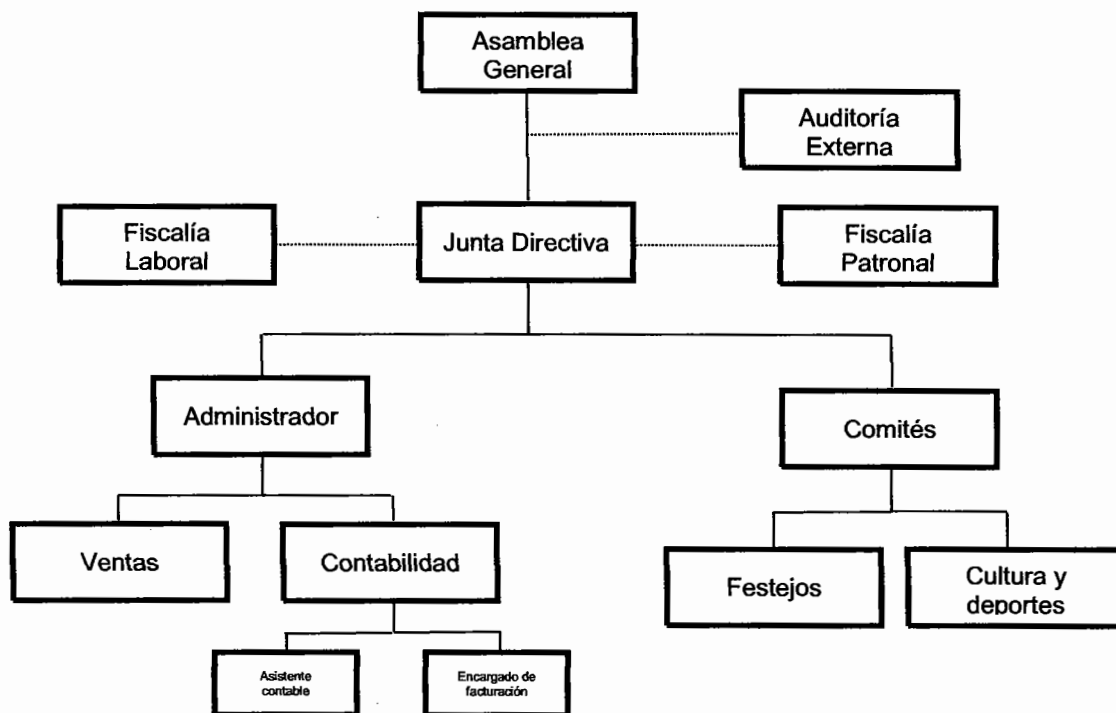 Asamblea
General
Auditoría
Externa
Fiscalía
Laboral
Junta Directiva
Fiscalía
Patronal
Administrador
Comités
Ventas
Contabilidad
Festejos
Cultura y
deportes
Asistente
contable
Encargado de
facturación